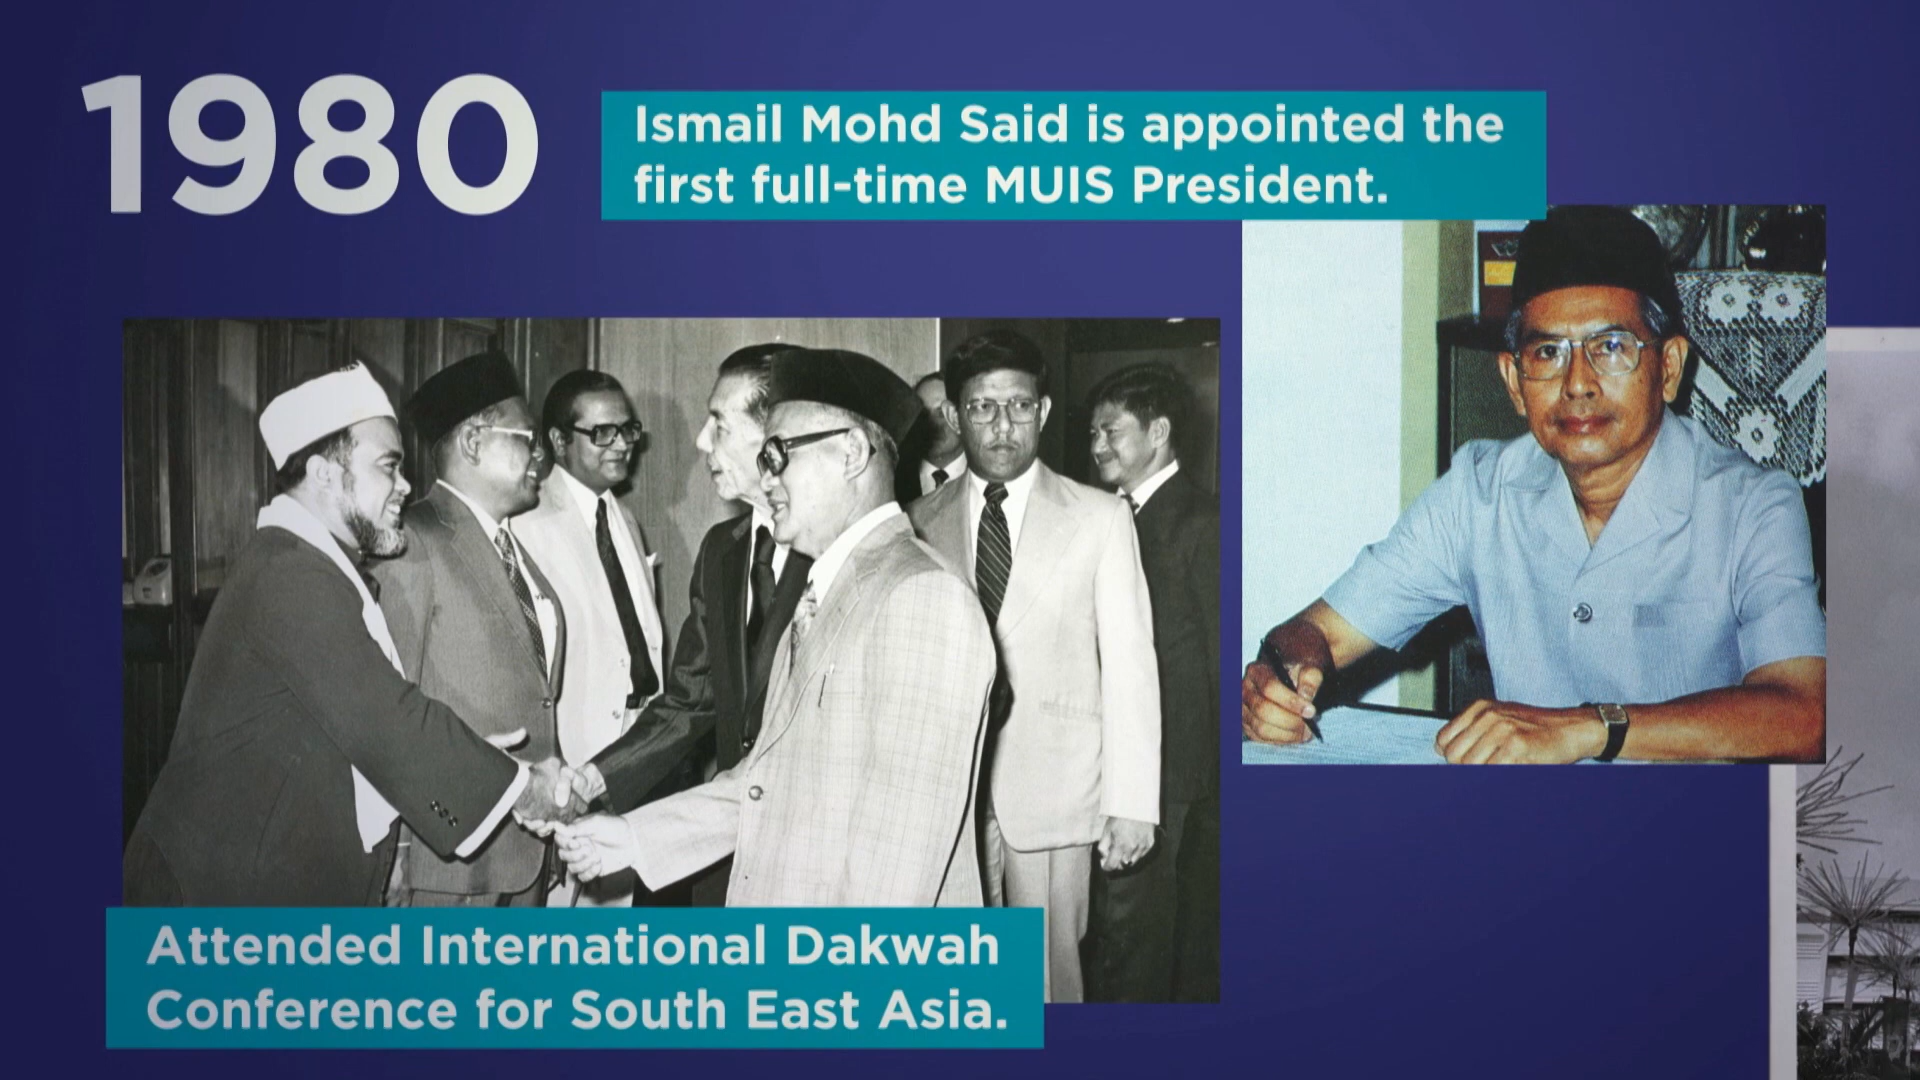 1980
Ismail Mohd Said is appointed the
first full-time MUIS President.
Attended International Dakwah
Conference for South East Asia.